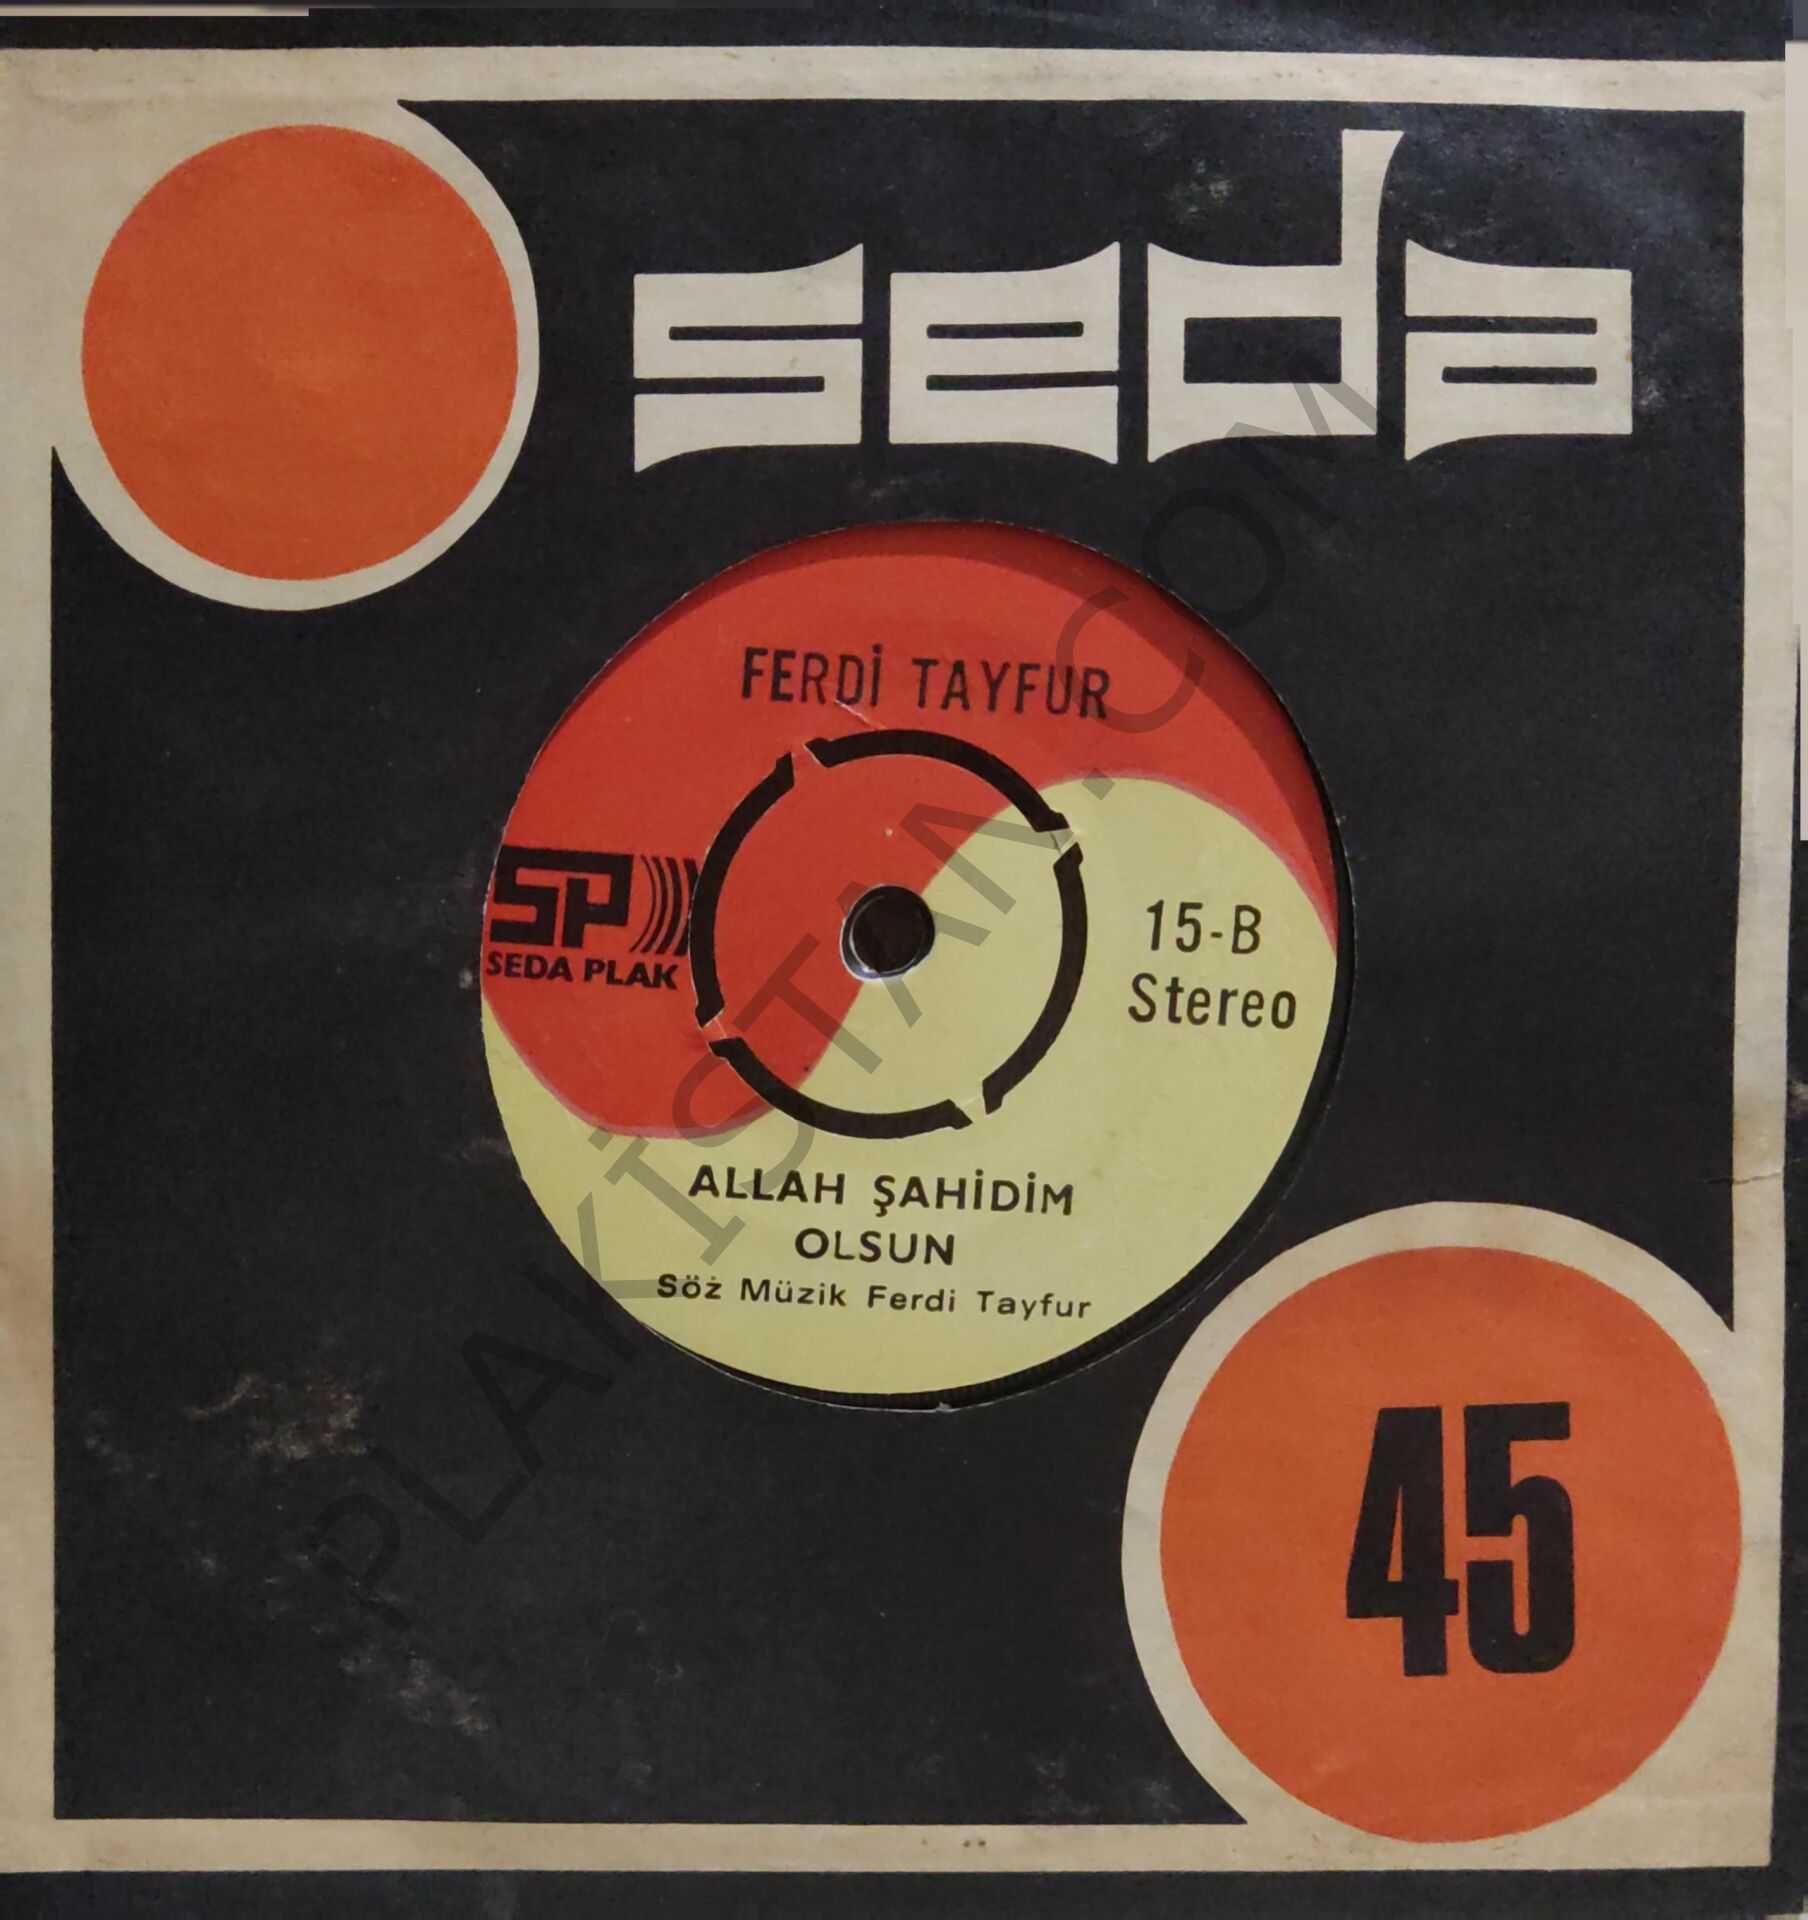 seda
FERDİ TAYFUR
SP
SEDA PLAK
15-B
Stereo
ALLAH ŞAHİDİM
OLSUN
Söz Müzik Ferdi Tayfur
45
PLAKİSTAN.COM